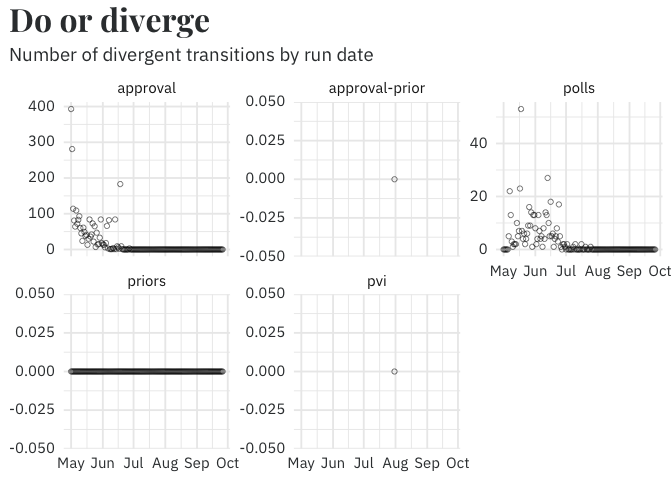 Do or diverge
Number of divergent transitions by run date
approval
approval-prior
polls
400
300
200
100
0
0.050
0.025
0.000
-0.025
-0.050
40
20
0
May Jun Jul Aug Sep Oct
priors
pvi
0.050
0.025
0.000
-0.025
-0.050
0.050
0.025
0.000
-0.025
-0.050
May Jun Jul Aug Sep Oct
May Jun Jul Aug Sep Oct